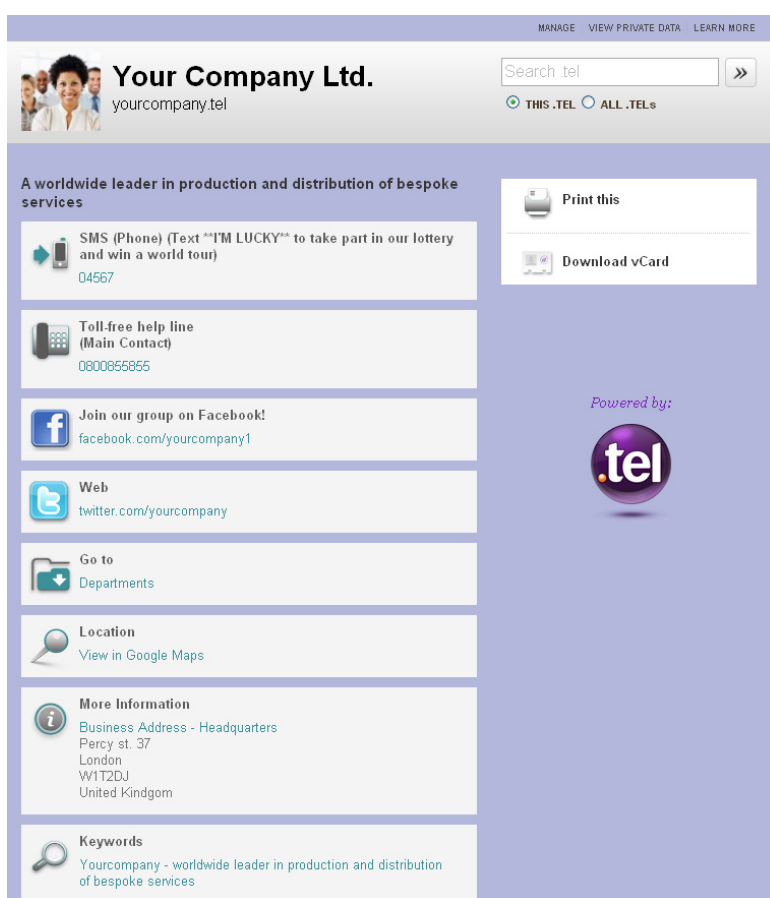 MANAGE VIEW PRIVATE DATA LEARN MORE
Your Company Ltd.
yourcompany.tel
Search .tel
»
THIS .TEL ALL .TELs
A worldwide leader in production and distribution of bespoke
services
SMS (Phone) (Text **I'M LUCKY** to take part in our lottery
and win a world tour)
04567
Toll-free help line
(Main Contact)
0800855855
Join our group on Facebook!
facebook.com/yourcompany1
Web
twitter.com/yourcompany
Go to
Departments
Location
View in Google Maps
More Information
Business Address - Headquarters
Percy st. 37
London
W1T2DJ
United Kindgom
Keywords
Yourcompany - worldwide leader in production and distribution
of bespoke services
Print this
Download vCard
Powered by:
.tel